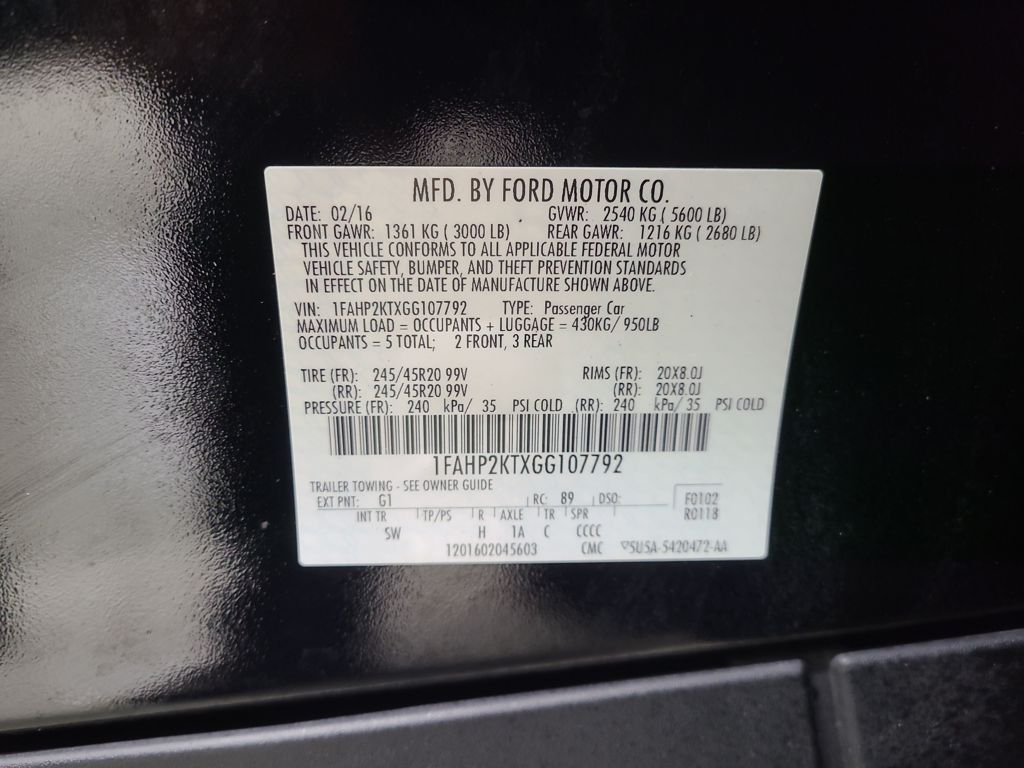 MFD. BY FORD MOTOR CO.
DATE: 02/16 GVWR: 2540 KG ( 5600 LB)
FRONT GAWR: 1361 KG ( 3000 LB) REAR GAWR: 1216 KG ( 2680 LB)
THIS VEHICLE CONFORMS TO ALL APPLICABLE FEDERAL MOTOR
VEHICLE SAFETY, BUMPER, AND THEFT PREVENTION STANDARDS
IN EFFECT ON THE DATE OF MANUFACTURE SHOWN ABOVE.
VIN: 1FAHP2KTXGG107792 TYPE: Passenger Car
MAXIMUM LOAD = OCCUPANTS + LUGGAGE = 430KG/ 950LB
OCCUPANTS = 5 TOTAL; 2 FRONT, 3 REAR
TIRE (FR): 245/45R20 99V RIMS (FR): 20X8.0J
(RR): 245/45R20 99V (RR): 20X8.0J
PRESSURE (FR): 240 kPa/ 35 PSI COLD (RR): 240 kPa/ 35 PSI COLD
1FAHP2KTXGG107792
TRAILER TOWING - SEE OWNER GUIDE
EXT PNT: G1 RC: 89 DSO: F0102
INT TR TP/PS R AXLE TR SPR R0118
SW H 1A C CCCC
1201602045603 CMC 5U5A-5420472-AA